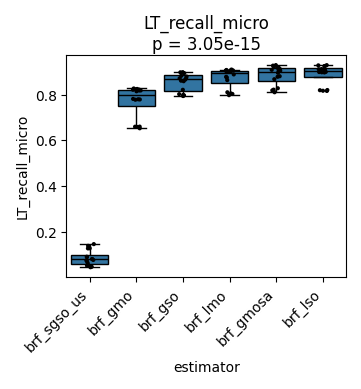 LT_recall_micro
p = 3.05e-15
LT_recall_micro
0.8
0.6
0.4
0.2
brf_sgso_us
brf_gmo
brf_gso
brf_lmo
brf_gmosa
brf_lso
estimator